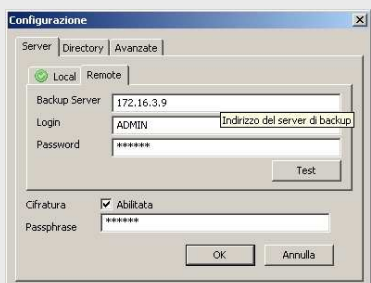 Configurazione
Server Directory Avanzate
Local Remote
Backup Server 172.16.3.9
Indirizzo del server di backup
Login ADMIN
Password ******
Test
Cifratura Abilitata
Passphrase ******
OK Annulla